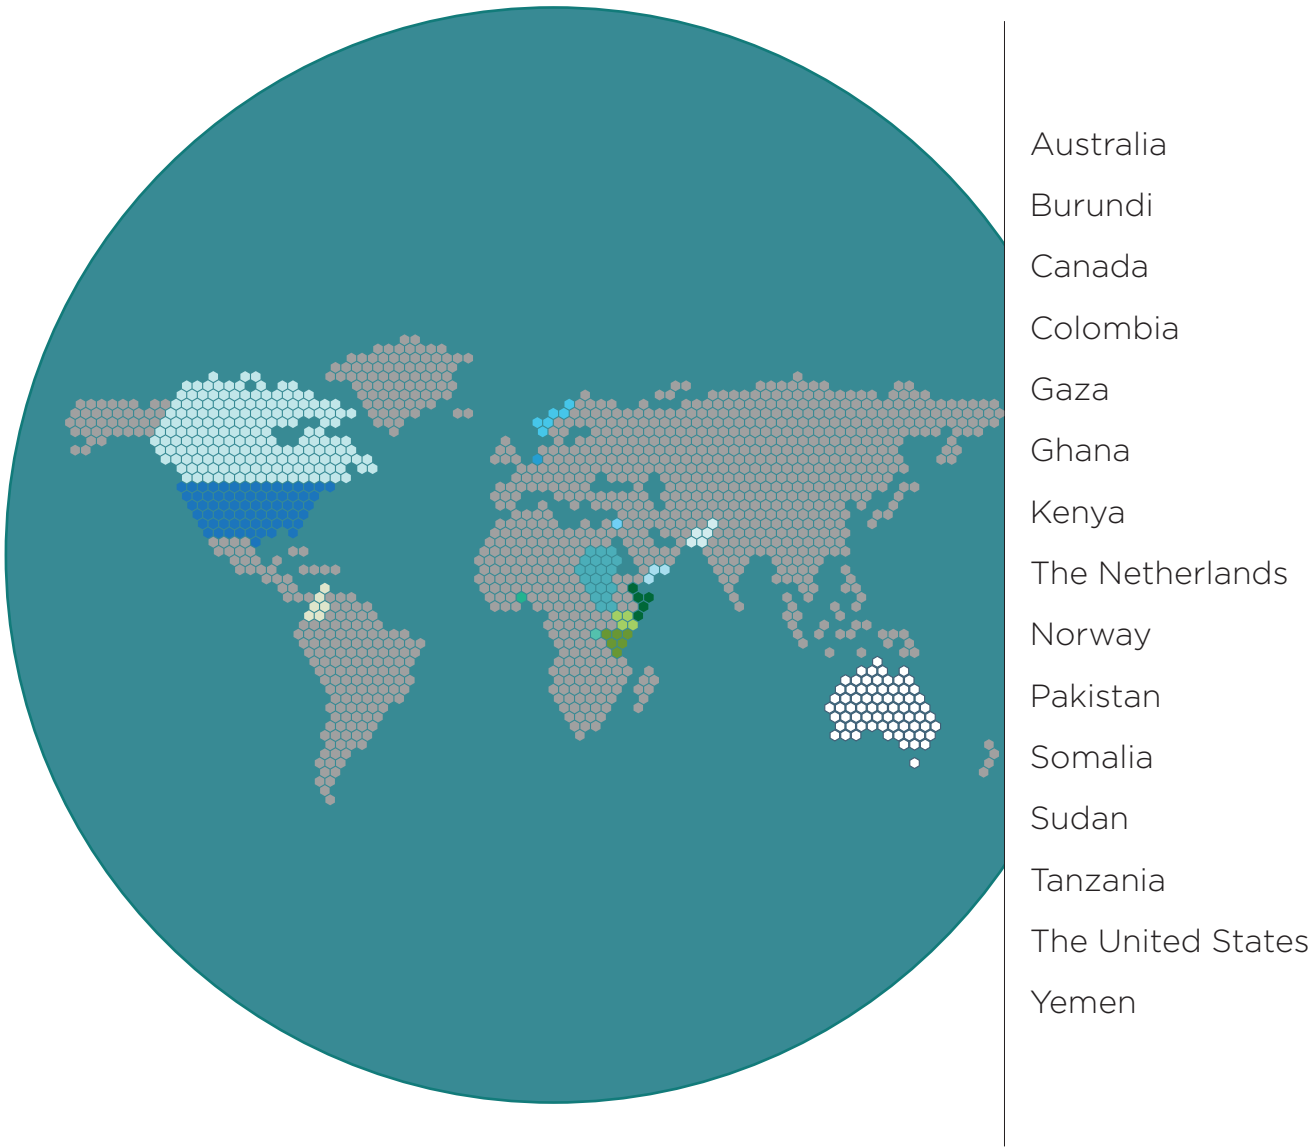 Australia
Burundi
Canada
Colombia
Gaza
Ghana
Kenya
The Netherlands
Norway
Pakistan
Somalia
Sudan
Tanzania
The United States
Yemen